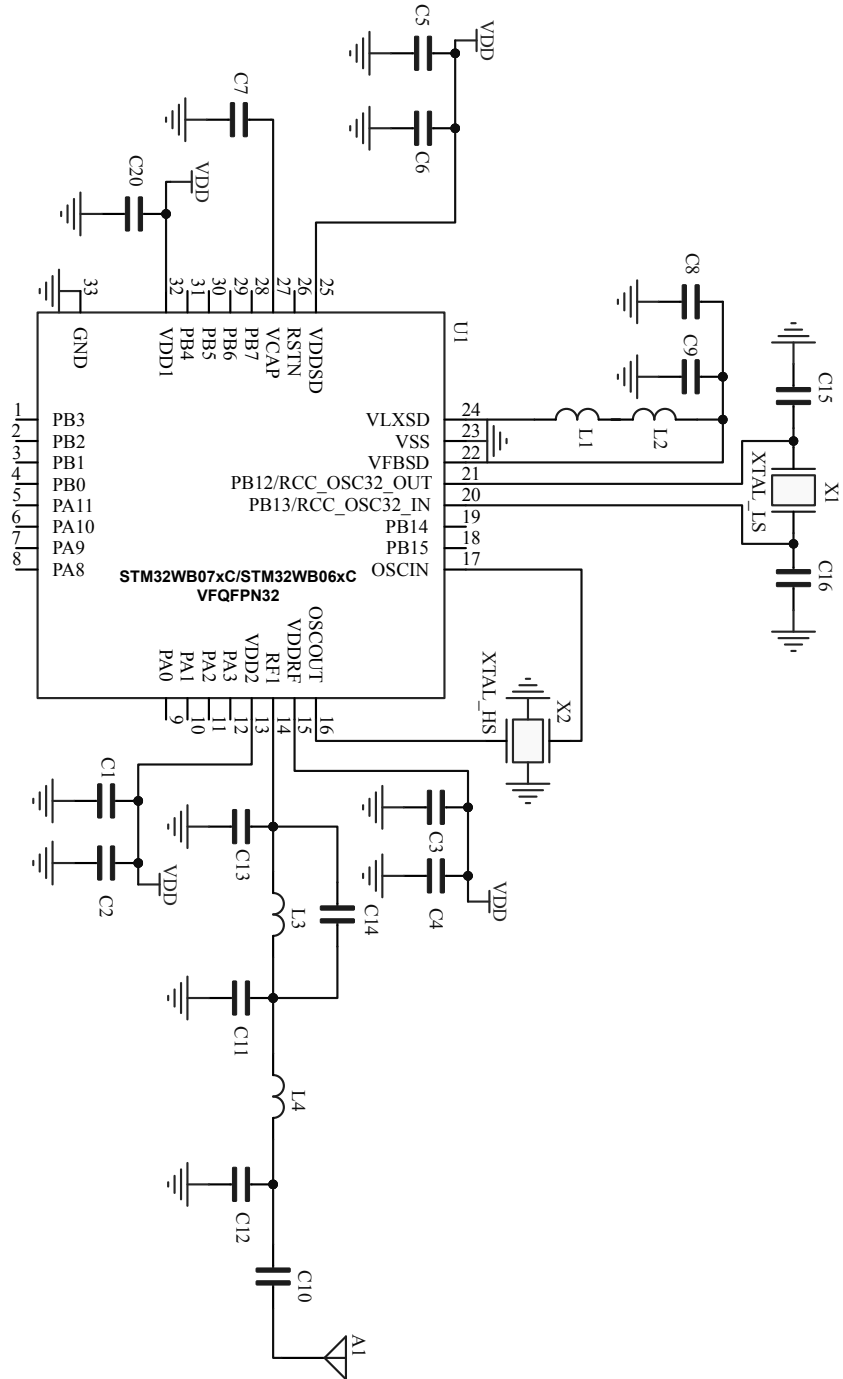 C5
VDD
C6
C7
C20
VDD
33
32
31
30
29
28
27
26
25
GND
VDD1
PB4
PB5
PB6
PB7
VCAP
RSTN
VDDSD
U1
C8
C9
L1
L2
C15
X1
XTAL_LS
C16
1 PB3
2 PB2
3 PB1
4 PB0
5 PA11
6 PA10
7 PA9
8 PA8
VLXSD 24
VSS 23
VFBSD 22
PB12/RCC_OSC32_OUT 21
PB13/RCC_OSC32_IN 20
PB14 19
PB15 18
OSCIN 17
STM32WB07xC/STM32WB06xC
VFQFPN32
PA0
PA1
PA2
PA3
VDD2
RF1
VDDRF
OSCOUT
9
10
11
12
13
14
15
16
XTAL_HS
X2
C1
C2
VDD
C13
L3
C14
C3
C4
VDD
C11
L4
C12
C10
A1